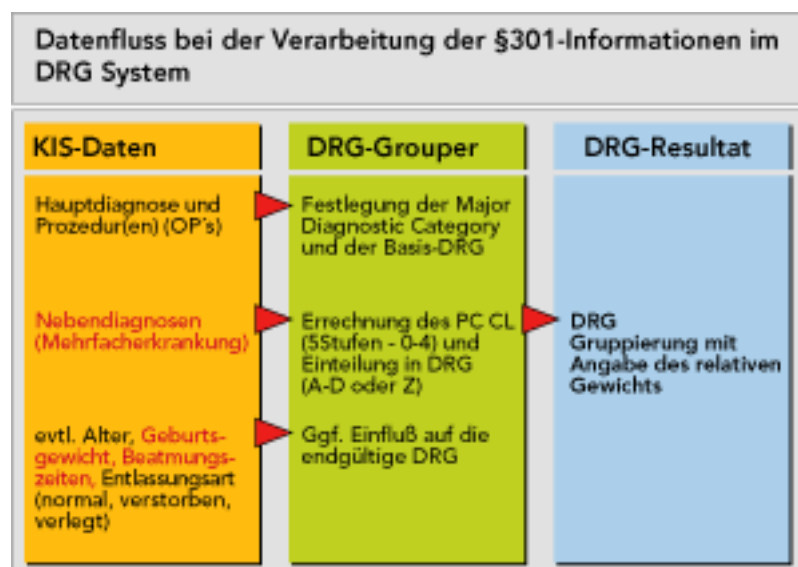 Datenfluss bei der Verarbeitung der §301-Informationen im
DRG System
KIS-Daten
Hauptdiagnose und
Prozedur(en) (OP´s)
Nebendiagnosen
(Mehrfacherkrankung)
evtl. Alter, Geburts-
gewicht, Beatmungs-
zeiten, Entlassungsart
(normal, verstorben,
verlegt)
DRG-Grouper
Festlegung der Major
Diagnostic Category
und der Basis-DRG
Errechnung des PC CL
(5Stufen - 0-4) und
Einteilung in DRG
(A-D oder Z)
Ggf. Einfluß auf die
endgültige DRG
DRG-Resultat
DRG
Gruppierung mit
Angabe des relativen
Gewichts